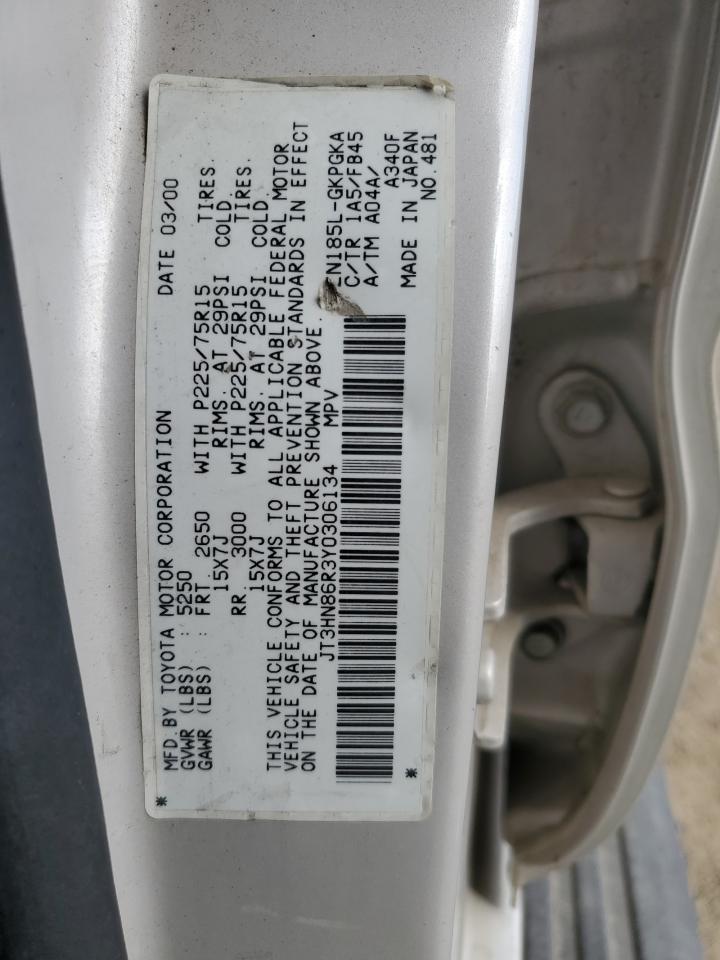 MFD. BY TOYOTA MOTOR CORPORATION DATE 03/00
GVWR (LBS) : 5250
GAWR (LBS) : FRT. 2650 WITH P225/75R15 TIRES.
15X7J RIMS. AT 29PSI COLD.
RR. 3000 WITH P225/75R15 TIRES.
15X7J RIMS. AT 29PSI COLD.
THIS VEHICLE CONFORMS TO ALL APPLICABLE FEDERAL MOTOR
VEHICLE SAFETY AND THEFT PREVENTION STANDARDS IN EFFECT
ON THE DATE OF MANUFACTURE SHOWN ABOVE.
JT3HN86R3Y0306134 MPV
N185L-GKPGKA
C/TR 1A5/FB45
A/TM A04A/
A340F
MADE IN JAPAN
* * NO. 481